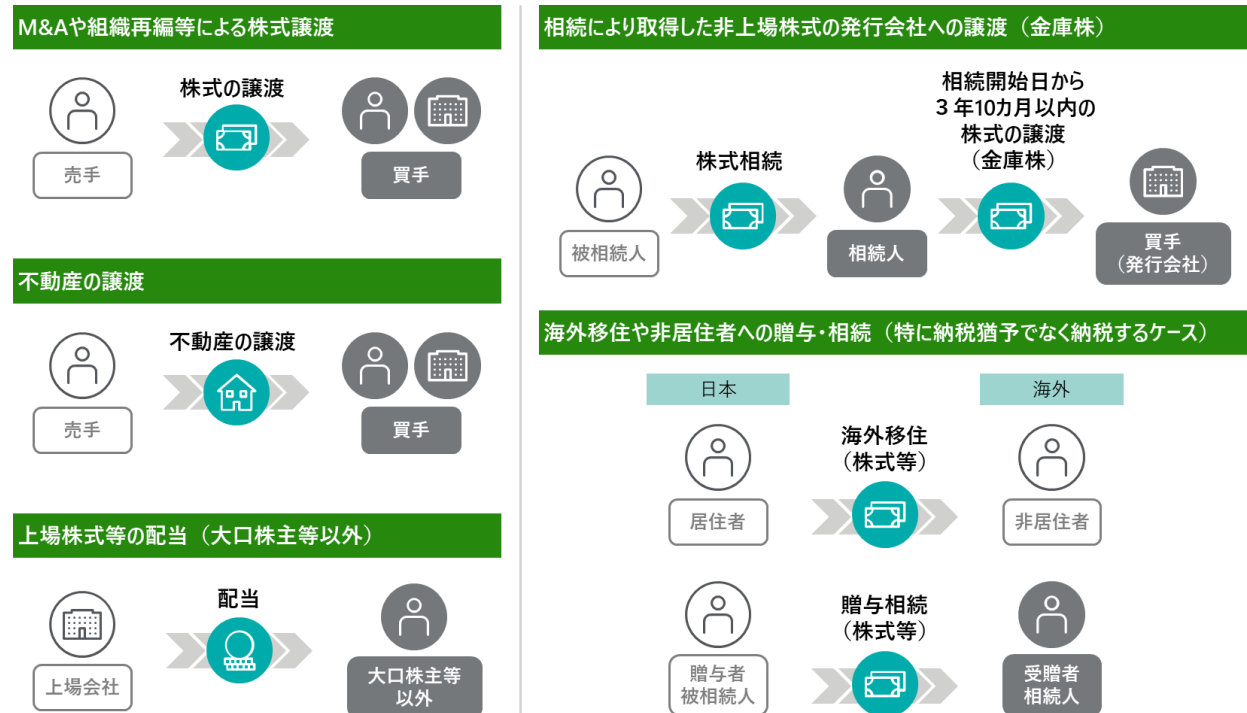 M&Aや組織再編等による株式譲渡
株式の譲渡
売手
買手
不動産の譲渡
不動産の譲渡
売手
買手
上場株式等の配当（大口株主等以外）
配当
上場会社
大口株主等
以外
相続により取得した非上場株式の発行会社への譲渡（金庫株）
株式相続
相続開始日から
３年10カ月以内の
株式の譲渡
（金庫株）
被相続人
相続人
買手
（発行会社）
海外移住や非居住者への贈与・相続（特に納税猶予でなく納税するケース）
日本
海外
海外移住
（株式等）
居住者
非居住者
贈与相続
（株式等）
贈与者
被相続人
受贈者
相続人